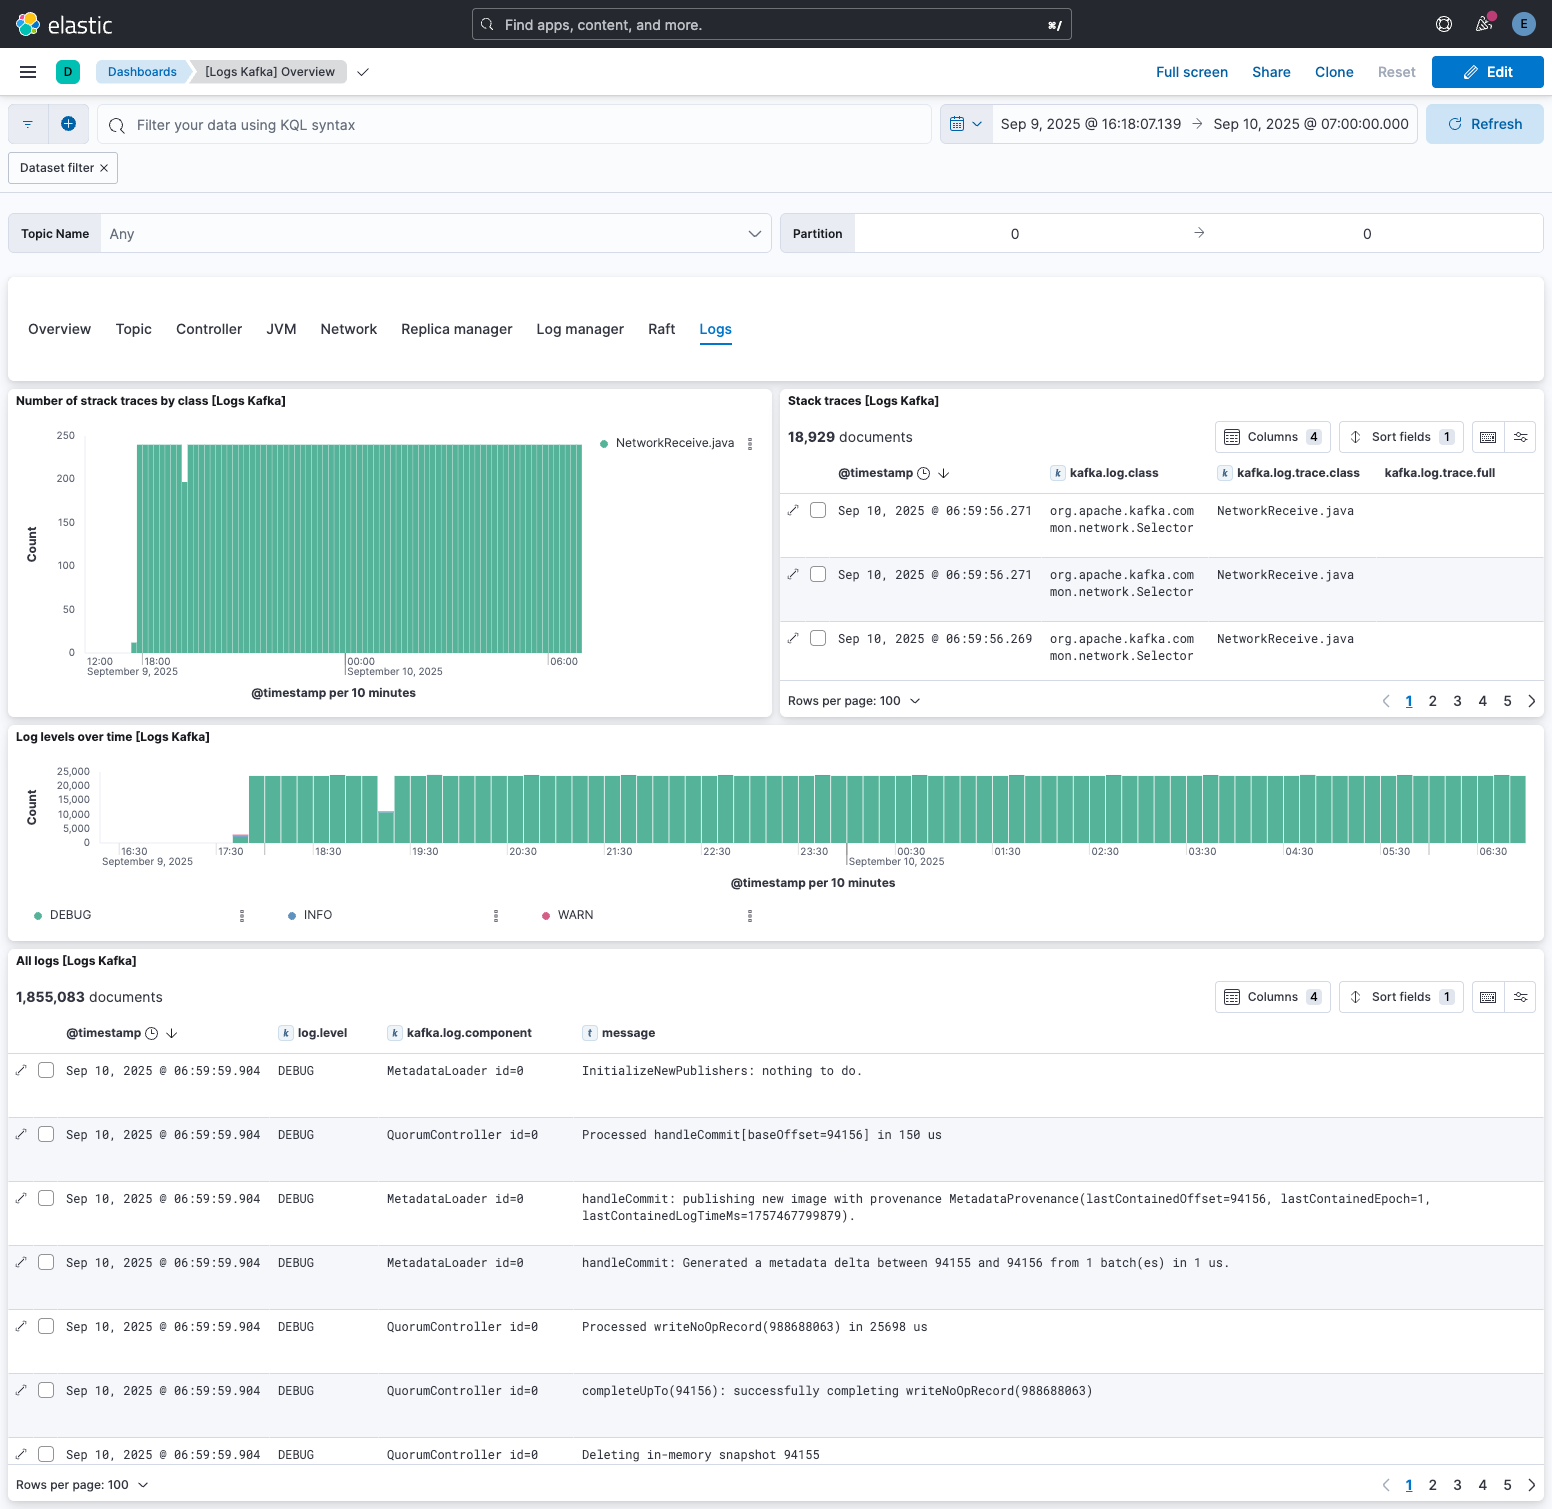 elastic
Find apps, content, and more.
⌘/
E
D
Dashboards
[Logs Kafka] Overview
Full screen
Share
Clone
Reset
Edit
Filter your data using KQL syntax
Sep 9, 2025 @ 16:18:07.139 → Sep 10, 2025 @ 07:00:00.000
Refresh
Dataset filter ×
Topic Name
Any
Partition
0 → 0
Overview Topic Controller JVM Network Replica manager Log manager Raft Logs
Number of strack traces by class [Logs Kafka]
250
200
150
100
50
0
Count
12:00 18:00 00:00 06:00
September 9, 2025 September 10, 2025
@timestamp per 10 minutes
NetworkReceive.java
Stack traces [Logs Kafka]
18,929 documents
Columns 4
Sort fields 1
@timestamp k kafka.log.class k kafka.log.trace.class kafka.log.trace.full
Sep 10, 2025 @ 06:59:56.271 org.apache.kafka.com NetworkReceive.java
mon.network.Selector
Sep 10, 2025 @ 06:59:56.271 org.apache.kafka.com NetworkReceive.java
mon.network.Selector
Sep 10, 2025 @ 06:59:56.269 org.apache.kafka.com NetworkReceive.java
mon.network.Selector
Rows per page: 100
1 2 3 4 5
Log levels over time [Logs Kafka]
25,000
20,000
15,000
10,000
5,000
0
Count
16:30 17:30 18:30 19:30 20:30 21:30 22:30 23:30 00:30 01:30 02:30 03:30 04:30 05:30 06:30
September 9, 2025 September 10, 2025
@timestamp per 10 minutes
DEBUG INFO WARN
All logs [Logs Kafka]
1,855,083 documents
Columns 4
Sort fields 1
@timestamp k log.level k kafka.log.component t message
Sep 10, 2025 @ 06:59:59.904 DEBUG MetadataLoader id=0 InitializeNewPublishers: nothing to do.
Sep 10, 2025 @ 06:59:59.904 DEBUG QuorumController id=0 Processed handleCommit[baseOffset=94156] in 150 us
Sep 10, 2025 @ 06:59:59.904 DEBUG MetadataLoader id=0 handleCommit: publishing new image with provenance MetadataProvenance(lastContainedOffset=94156, lastContainedEpoch=1,
lastContainedLogTimeMs=1757467799879).
Sep 10, 2025 @ 06:59:59.904 DEBUG MetadataLoader id=0 handleCommit: Generated a metadata delta between 94155 and 94156 from 1 batch(es) in 1 us.
Sep 10, 2025 @ 06:59:59.904 DEBUG QuorumController id=0 Processed writeNoOpRecord(988688063) in 25698 us
Sep 10, 2025 @ 06:59:59.904 DEBUG QuorumController id=0 completeUpTo(94156): successfully completing writeNoOpRecord(988688063)
Sep 10, 2025 @ 06:59:59.904 DEBUG QuorumController id=0 Deleting in-memory snapshot 94155
Rows per page: 100
1 2 3 4 5